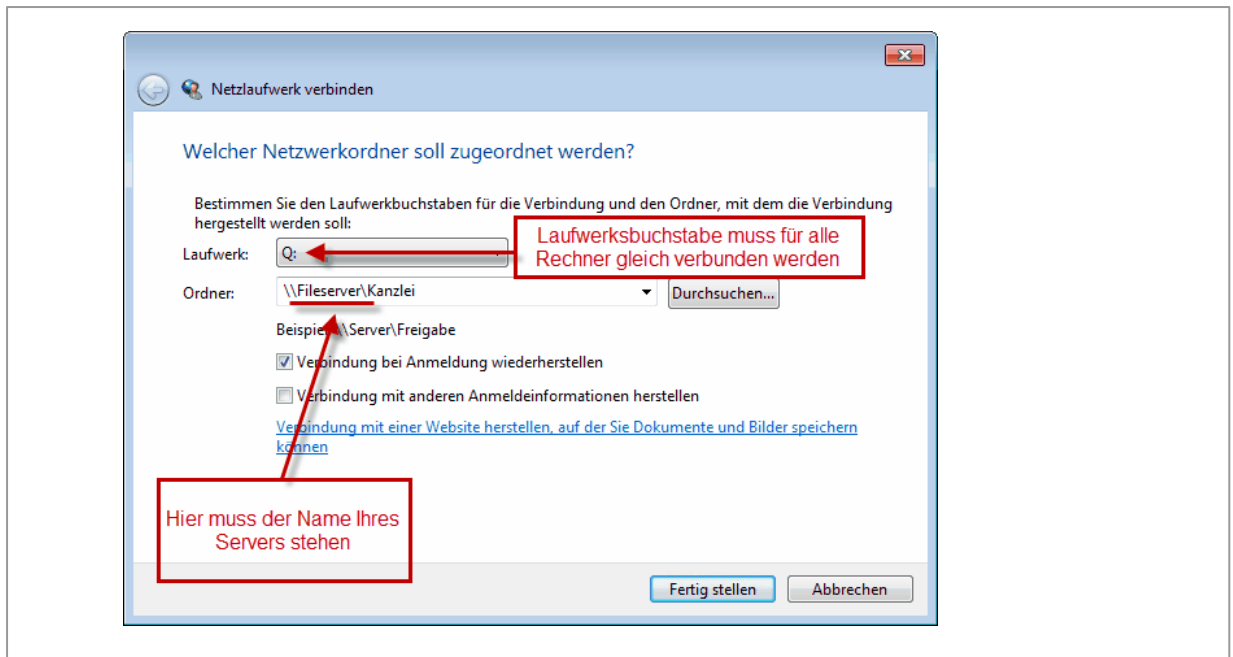 Netzlaufwerk verbinden
Welcher Netzwerkordner soll zugeordnet werden?
Bestimmen Sie den Laufwerkbuchstaben für die Verbindung und den Ordner, mit dem die Verbindung
hergestellt werden soll:
Laufwerksbuchstabe muss für alle
Rechner gleich verbunden werden
Laufwerk: Q:
Ordner: \\Fileserver\Kanzlei Durchsuchen...
Beispiel: \\Server\Freigabe
Verbindung bei Anmeldung wiederherstellen
Verbindung mit anderen Anmeldeinformationen herstellen
Verbindung mit einer Website herstellen, auf der Sie Dokumente und Bilder speichern
können
Hier muss der Name Ihres
Servers stehen
Fertig stellen Abbrechen